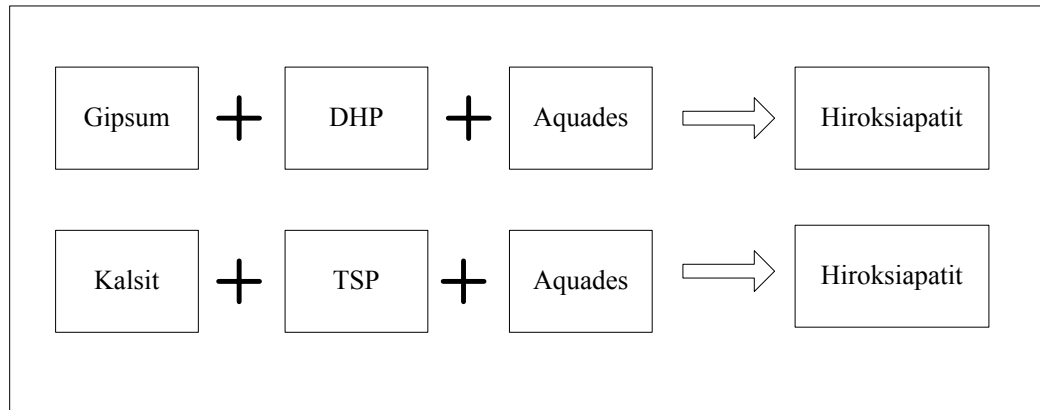 Gipsum + DHP + Aquades Hiroksiapatit
Kalsit + TSP + Aquades Hiroksiapatit